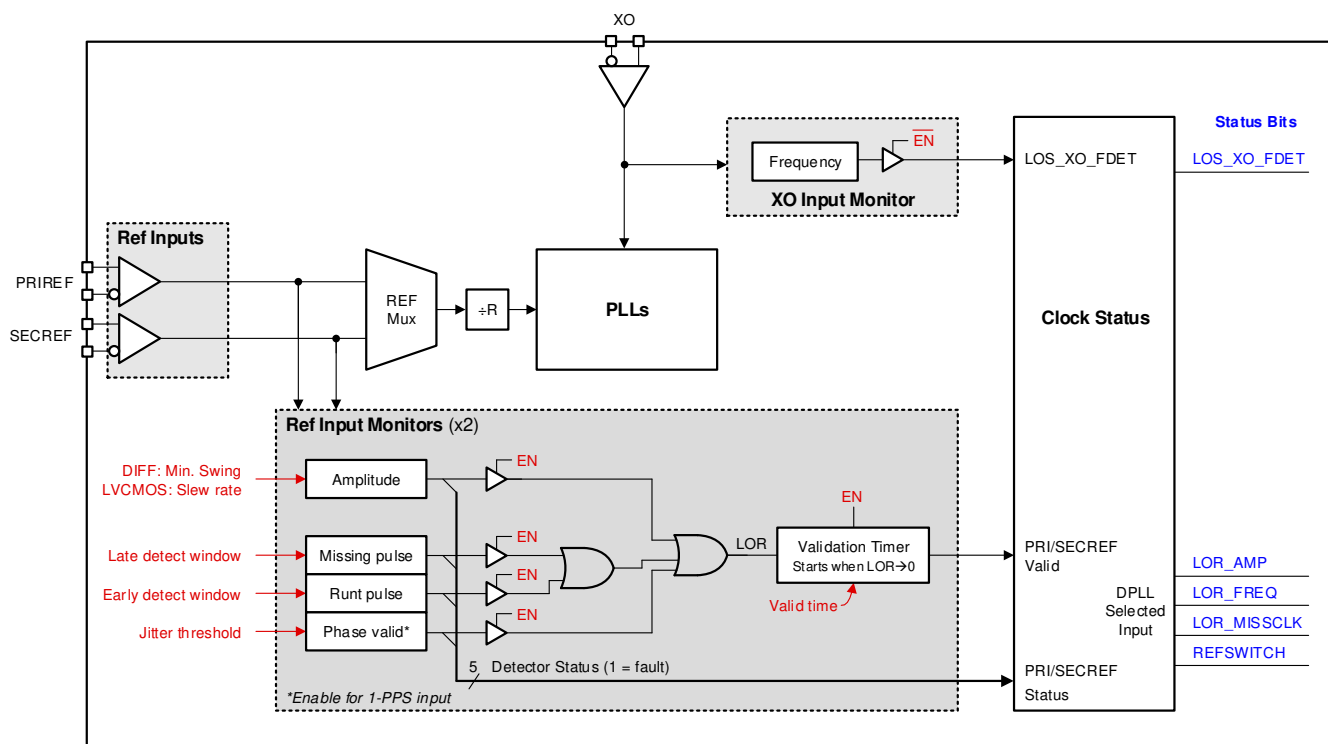 XO
Status Bits
EN
Frequency
LOS_XO_FDET
LOS_XO_FDET
XO Input Monitor
Ref Inputs
PRIREF
SECREF
REF
Mux
÷R
PLLs
Clock Status
Ref Input Monitors (x2)
DIFF: Min. Swing
LVCMOS: Slew rate
Amplitude
EN
Late detect window
Missing pulse
EN
Early detect window
Runt pulse
EN
Jitter threshold
Phase valid*
EN
LOR
EN
Validation Timer
Starts when LOR→0
Valid time
PRI/SECREF
Valid
DPLL
Selected
Input
LOR_AMP
LOR_FREQ
LOR_MISSCLK
REFSWITCH
5 Detector Status (1 = fault)
PRI/SECREF
Status
*Enable for 1-PPS input